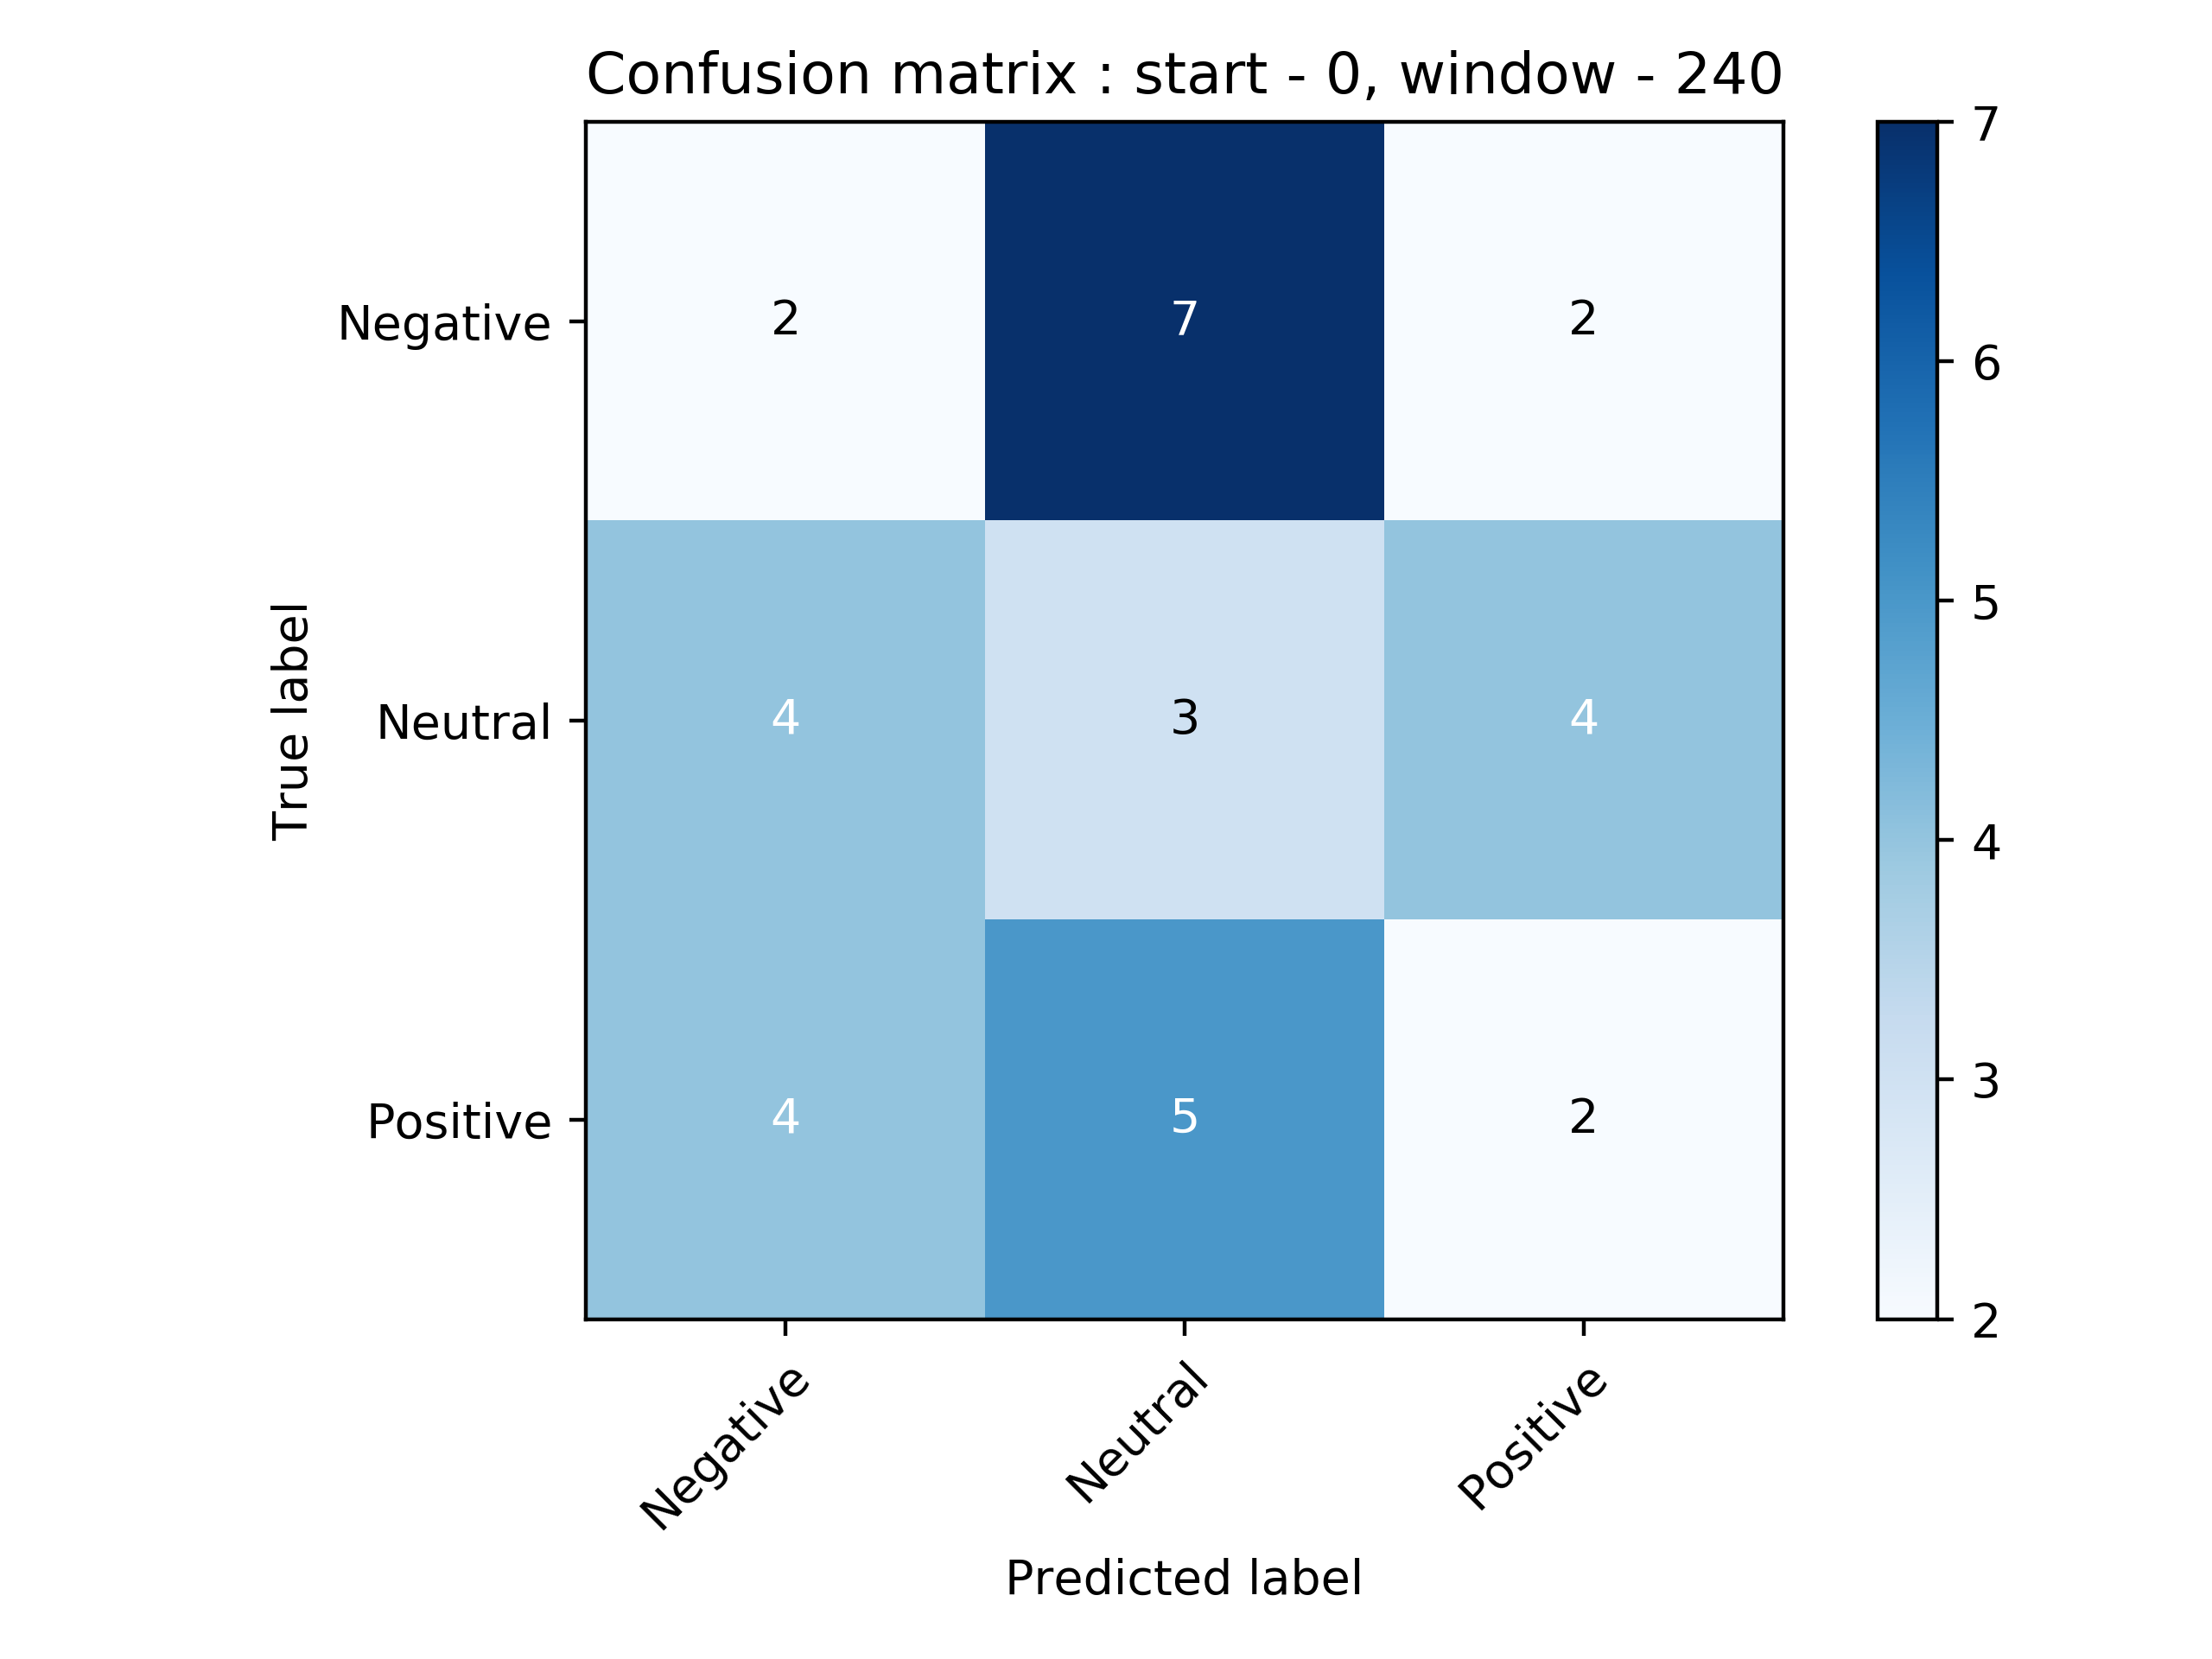 Confusion matrix : start - 0, window - 240
7
Negative 2 7 2
6
5
True label
Neutral 4 3 4
4
3
Positive 4 5 2
2
Negative Neutral Positive
Predicted label